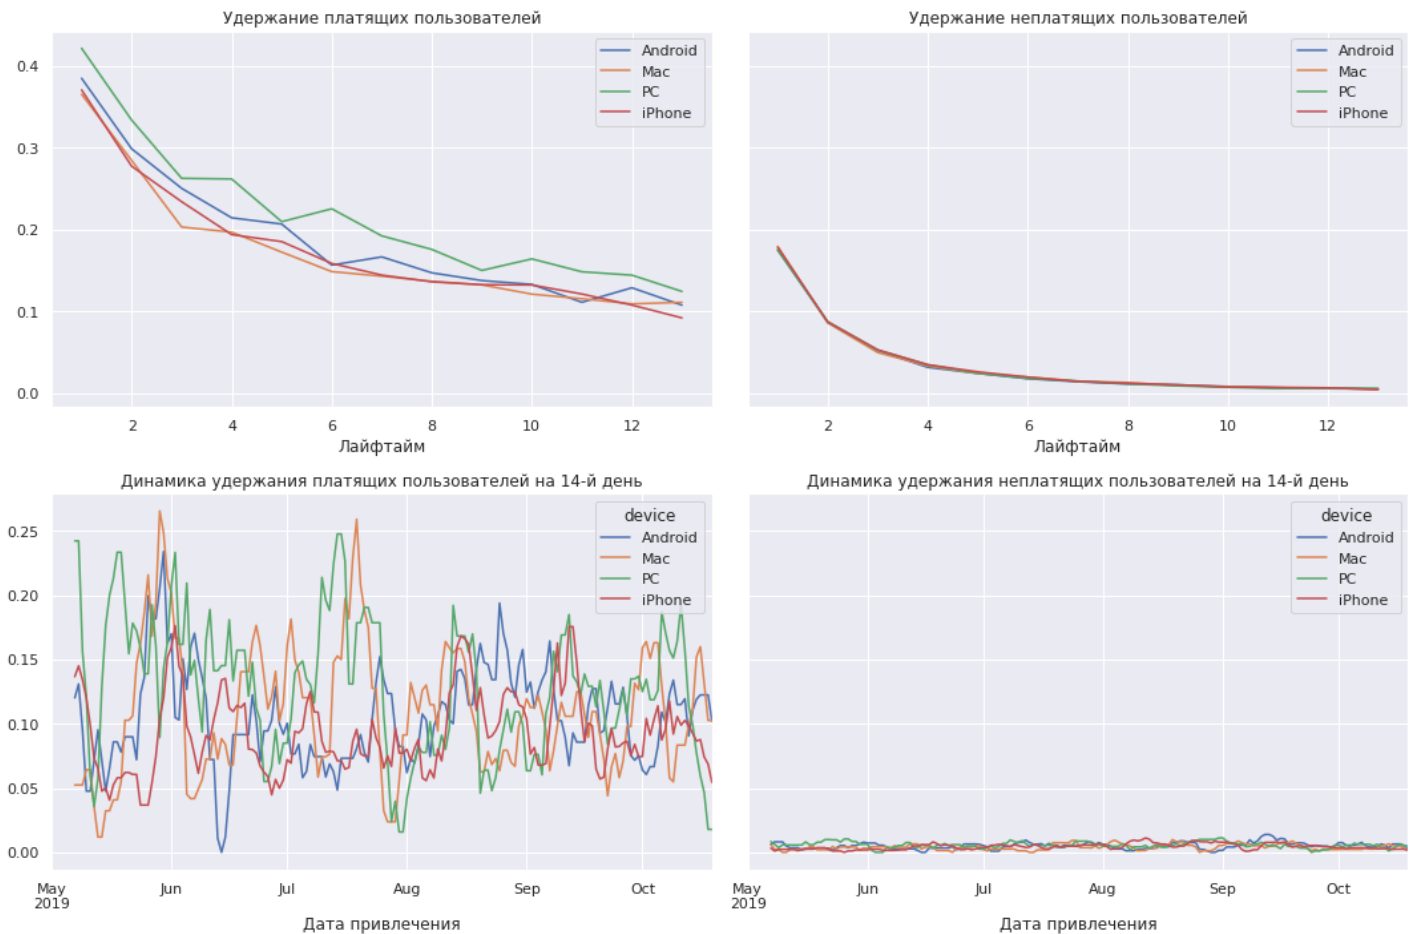 Удержание платящих пользователей
Удержание неплатящих пользователей
Android
Mac
PC
iPhone
Android
Mac
PC
iPhone
0.4
0.3
0.2
0.1
0.0
2 4 6 8 10 12
2 4 6 8 10 12
Лайфтайм
Лайфтайм
Динамика удержания платящих пользователей на 14-й день
Динамика удержания неплатящих пользователей на 14-й день
device
Android
Mac
PC
iPhone
device
Android
Mac
PC
iPhone
0.25
0.20
0.15
0.10
0.05
0.00
May Jun Jul Aug Sep Oct
2019
May Jun Jul Aug Sep Oct
2019
Дата привлечения
Дата привлечения